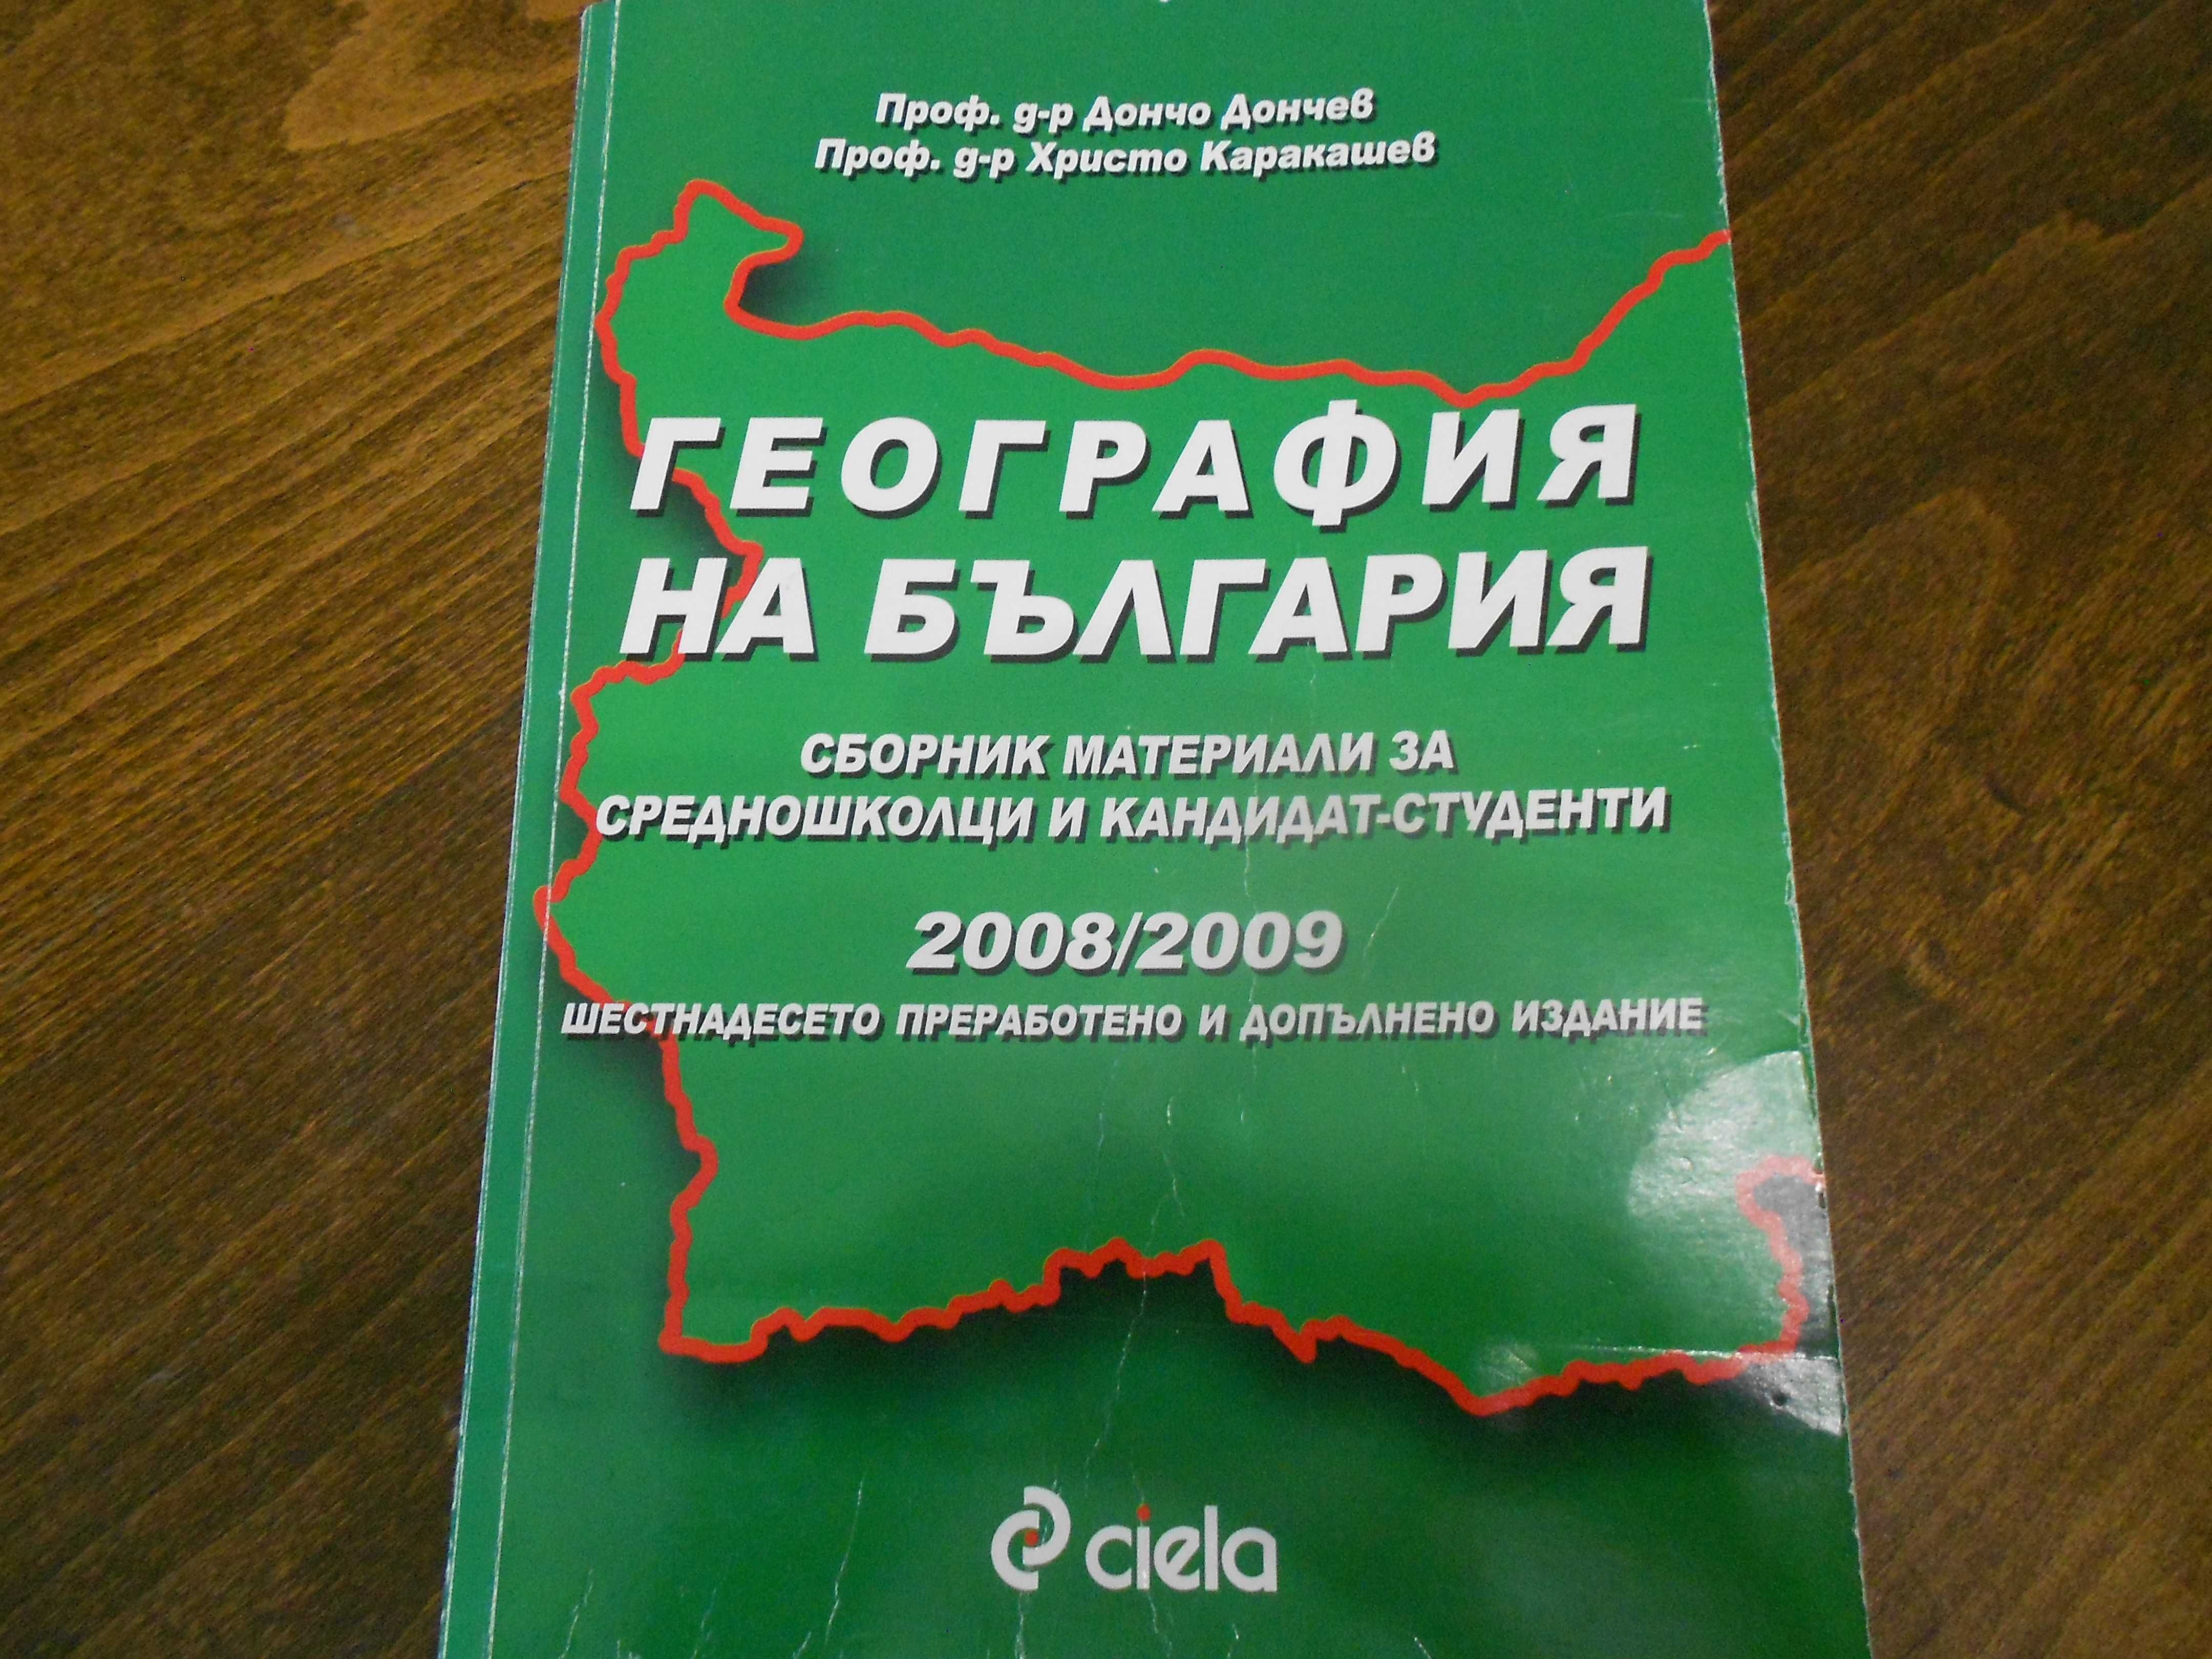 Проф. д-р Дончо Дончев
Проф. д-р Христо Каракашев
ГЕОГРАФИЯ
НА БЪЛГАРИЯ
СБОРНИК МАТЕРИАЛИ ЗА
СРЕДНОШКОЛЦИ И КАНДИДАТ-СТУДЕНТИ
2008/2009
ШЕСТНАДЕСЕТО ПРЕРАБОТЕНО И ДОПЪЛНЕНО ИЗДАНИЕ
ciela